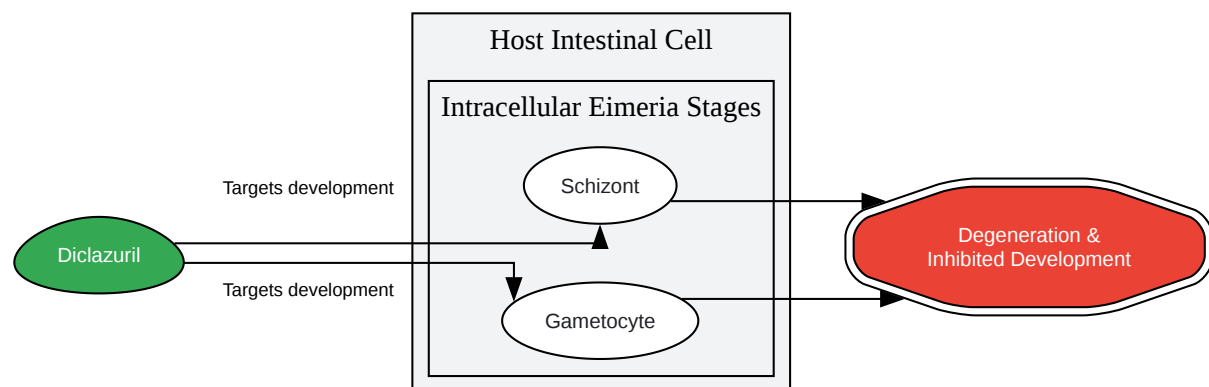 Host Intestinal Cell
Intracellular Eimeria Stages
Targets development
Schizont
Diclazuril
Degeneration &
Inhibited Development
Targets development
Gametocyte